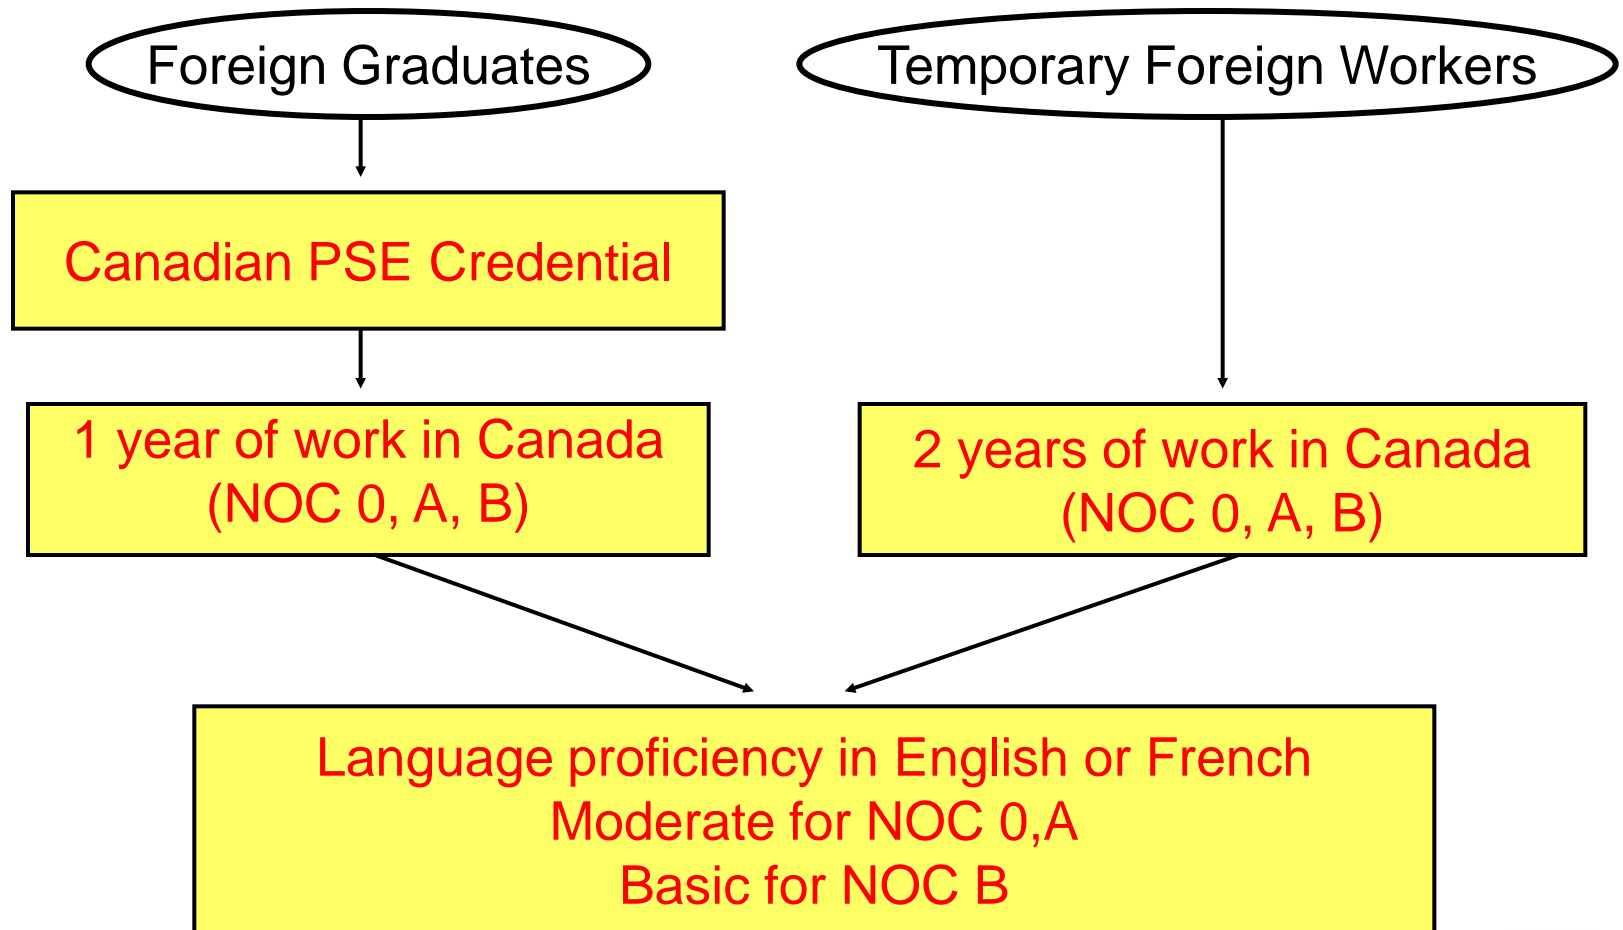 Foreign Graduates
Temporary Foreign Workers
Canadian PSE Credential
1 year of work in Canada
(NOC 0, A, B)
2 years of work in Canada
(NOC 0, A, B)
Language proficiency in English or French
Moderate for NOC 0,A
Basic for NOC B